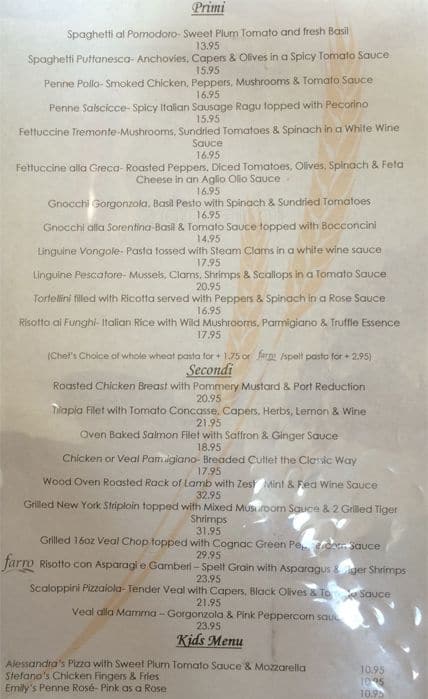 Primi
Spaghetti al Pomodoro- Sweet Plum Tomato and fresh Basil
13.95
Spaghetti Puttanesca- Anchovies, Capers & Olives in a Spicy Tomato Sauce
15.95
Penne Pollo- Smoked Chicken, Peppers, Mushrooms & Tomato Sauce
16.95
Penne Salscicce- Spicy Italian Sausage Ragu topped with Pecorino
15.95
Fettuccine Tremonte-Mushrooms, Sundried Tomatoes & Spinach in a White Wine
Sauce
16.95
Fettuccine alla Greca- Roasted Peppers, Diced Tomatoes, Olives, Spinach & Feta
Cheese in an Aglio Olio Sauce
16.95
Gnocchi Gorgonzola, Basil Pesto with Spinach & Sundried Tomatoes
16.95
Gnocchi alla Sorentina-Basil & Tomato Sauce topped with Bocconcini
14.95
Linguine Vongole- Pasta tossed with Steam Clams in a white wine sauce
17.95
Linguine Pescatore- Mussels, Clams, Shrimps & Scallops in a Tomato Sauce
20.95
Tortellini filled with Ricotta served with Peppers & Spinach in a Rose Sauce
16.95
Risotto ai Funghi- Italian Rice with Wild Mushrooms, Parmigiano & Truffle Essence
17.95
(Chef's Choice of whole wheat pasta for + 1.75 or farro /spelt pasta for + 2.95)
Secondi
Roasted Chicken Breast with Pommery Mustard & Port Reduction
20.95
Tilapia Filet with Tomato Concasse, Capers, Herbs, Lemon & Wine
21.95
Oven Baked Salmon Filet with Saffron & Ginger Sauce
18.95
Chicken or Veal Parmigiano- Breaded Cutlet the Classic Way
17.95
Wood Oven Roasted Rack of Lamb with Zest, Mint & Red Wine Sauce
32.95
Grilled New York Striploin topped with Mixed Mushroom Sauce & 2 Grilled Tiger
Shrimps
31.95
Grilled 16oz Veal Chop topped with Cognac Green Peppercorn Sauce
29.95
farro Risotto con Asparagi e Gamberi – Spelt Grain with Asparagus & Tiger Shrimps
23.95
Scaloppini Pizzaiola- Tender Veal with Capers, Black Olives & Tomato Sauce
21.95
Veal alla Mamma – Gorgonzola & Pink Peppercorn sauce
23.95
Kids Menu
Alessandra's Pizza with Sweet Plum Tomato Sauce & Mozzarella 10.95
Stefano's Chicken Fingers & Fries 10.95
Emily's Penne Rosé- Pink as a Rose 10.95